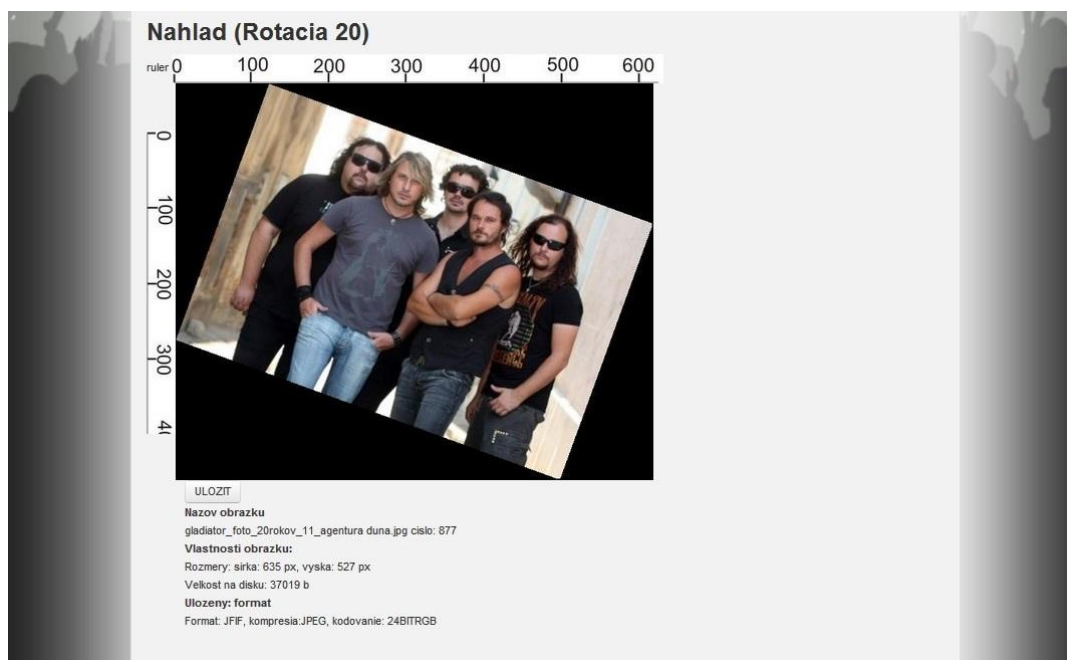 Nahlad (Rotacia 20)
ruler 0 100 200 300 400 500 600
0
100
200
300
ULOZIT
Nazov obrazku
gladiator_foto_20rokov_11_agentura duna.jpg cislo: 877
Vlastnosti obrazku:
Rozmery: sirka: 635 px, vyska: 527 px
Velkost na disku: 37019 b
Ulozeny: format
Format: JFIF, kompresia:JPEG, kodovanie: 24BITRGB